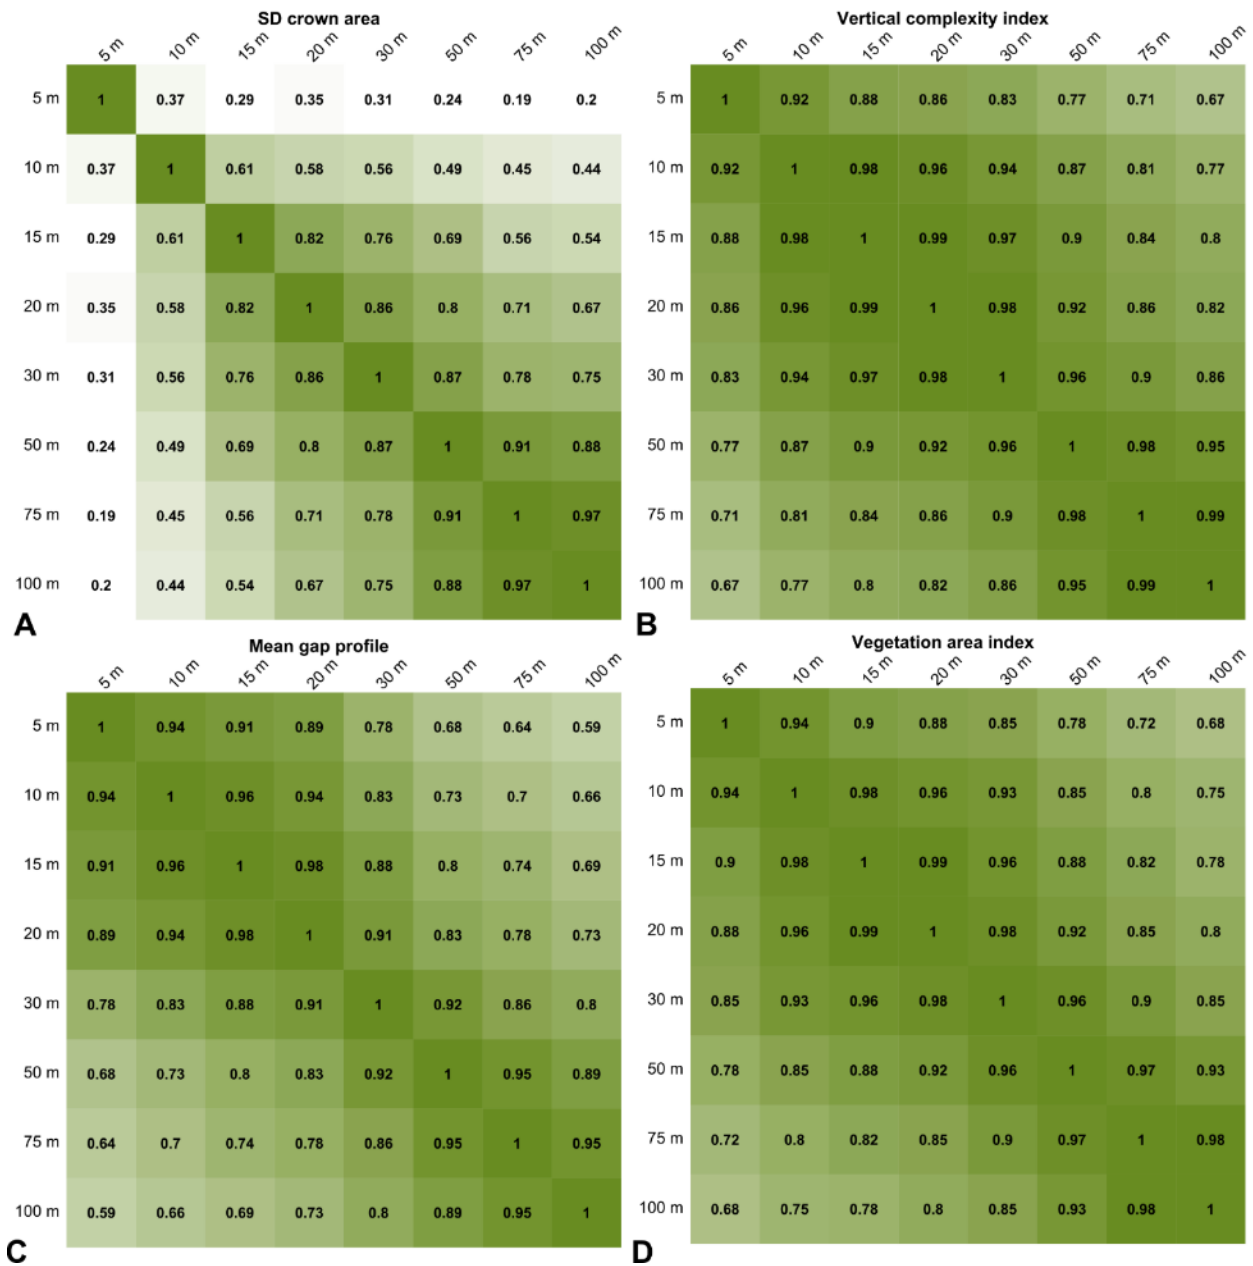 SD crown area
5 m 10 m 15 m 20 m 30 m 50 m 75 m 100 m
5 m 1 0.37 0.29 0.35 0.31 0.24 0.19 0.2
10 m 0.37 1 0.61 0.58 0.56 0.49 0.45 0.44
15 m 0.29 0.61 1 0.82 0.76 0.69 0.56 0.54
20 m 0.35 0.58 0.82 1 0.86 0.8 0.71 0.67
30 m 0.31 0.56 0.76 0.86 1 0.87 0.78 0.75
50 m 0.24 0.49 0.69 0.8 0.87 1 0.91 0.88
75 m 0.19 0.45 0.56 0.71 0.78 0.91 1 0.97
100 m 0.2 0.44 0.54 0.67 0.75 0.88 0.97 1
A
Vertical complexity index
5 m 10 m 15 m 20 m 30 m 50 m 75 m 100 m
5 m 1 0.92 0.88 0.86 0.83 0.77 0.71 0.67
10 m 0.92 1 0.98 0.96 0.94 0.87 0.81 0.77
15 m 0.88 0.98 1 0.99 0.97 0.9 0.84 0.8
20 m 0.86 0.96 0.99 1 0.98 0.92 0.86 0.82
30 m 0.83 0.94 0.97 0.98 1 0.96 0.9 0.86
50 m 0.77 0.87 0.9 0.92 0.96 1 0.98 0.95
75 m 0.71 0.81 0.84 0.86 0.9 0.98 1 0.99
100 m 0.67 0.77 0.8 0.82 0.86 0.95 0.99 1
B
Mean gap profile
5 m 10 m 15 m 20 m 30 m 50 m 75 m 100 m
5 m 1 0.94 0.91 0.89 0.78 0.68 0.64 0.59
10 m 0.94 1 0.96 0.94 0.83 0.73 0.7 0.66
15 m 0.91 0.96 1 0.98 0.88 0.8 0.74 0.69
20 m 0.89 0.94 0.98 1 0.91 0.83 0.78 0.73
30 m 0.78 0.83 0.88 0.91 1 0.92 0.86 0.8
50 m 0.68 0.73 0.8 0.83 0.92 1 0.95 0.89
75 m 0.64 0.7 0.74 0.78 0.86 0.95 1 0.95
100 m 0.59 0.66 0.69 0.73 0.8 0.89 0.95 1
C
Vegetation area index
5 m 10 m 15 m 20 m 30 m 50 m 75 m 100 m
5 m 1 0.94 0.9 0.88 0.85 0.78 0.72 0.68
10 m 0.94 1 0.98 0.96 0.93 0.85 0.8 0.75
15 m 0.9 0.98 1 0.99 0.96 0.88 0.82 0.78
20 m 0.88 0.96 0.99 1 0.98 0.92 0.85 0.8
30 m 0.85 0.93 0.96 0.98 1 0.96 0.9 0.85
50 m 0.78 0.85 0.88 0.92 0.96 1 0.97 0.93
75 m 0.72 0.8 0.82 0.85 0.9 0.97 1 0.98
100 m 0.68 0.75 0.78 0.8 0.85 0.93 0.98 1
D